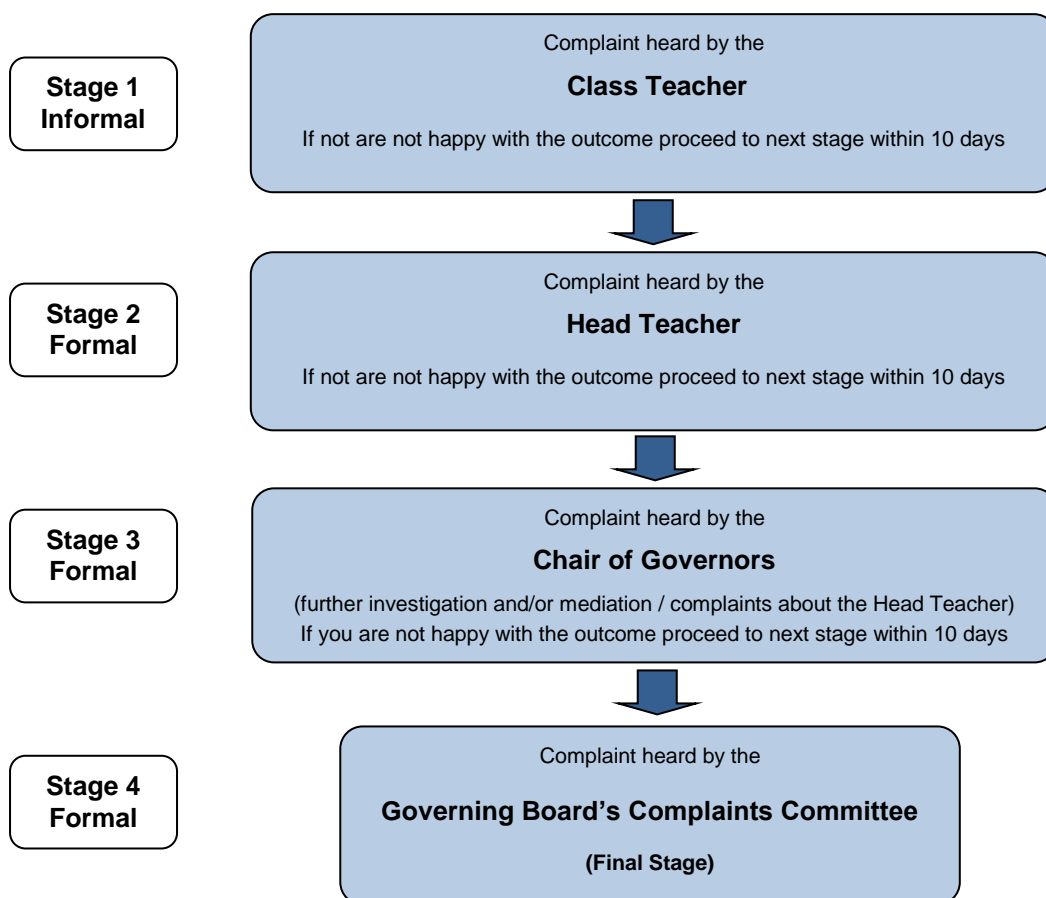 Stage 1
Informal
Complaint heard by the
Class Teacher
If not are not happy with the outcome proceed to next stage within 10 days
Stage 2
Formal
Complaint heard by the
Head Teacher
If not are not happy with the outcome proceed to next stage within 10 days
Stage 3
Formal
Complaint heard by the
Chair of Governors
(further investigation and/or mediation / complaints about the Head Teacher)
If you are not happy with the outcome proceed to next stage within 10 days
Stage 4
Formal
Complaint heard by the
Governing Board’s Complaints Committee
(Final Stage)